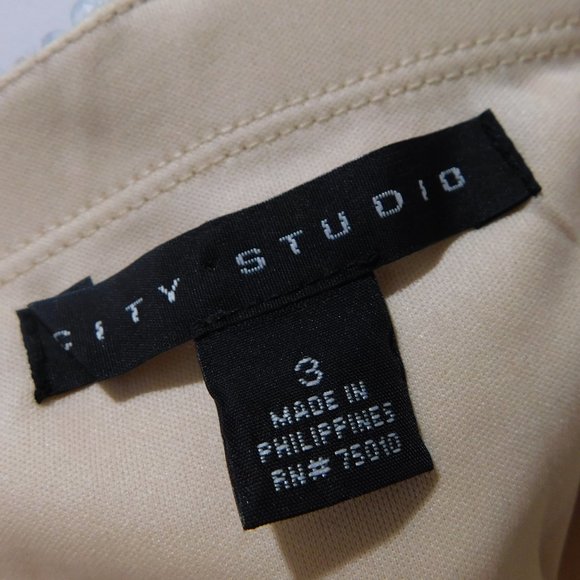 CITY STUDIO
3
MADE IN
PHILIPPINES
RN# 75010